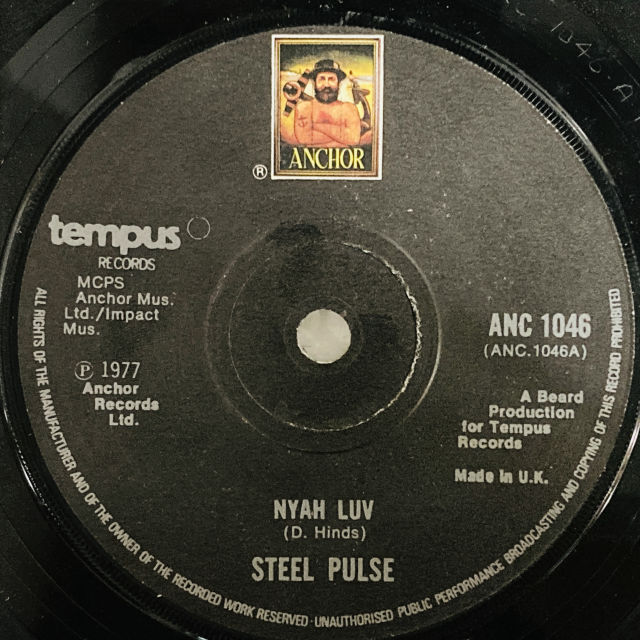 ANCHOR
®
tempus
RECORDS
MCPS
Anchor Mus.
Ltd./Impact
Mus.
℗ 1977
Anchor
Records
Ltd.
ANC 1046
(ANC.1046A)
A Beard
Production
for Tempus
Records
Made in U.K.
NYAH LUV
(D. Hinds)
STEEL PULSE
ALL RIGHTS OF THE MANUFACTURER AND OF THE OWNER OF THE RECORDED WORK RESERVED · UNAUTHORISED PUBLIC PERFORMANCE BROADCASTING AND COPYING OF THIS RECORD PROHIBITED